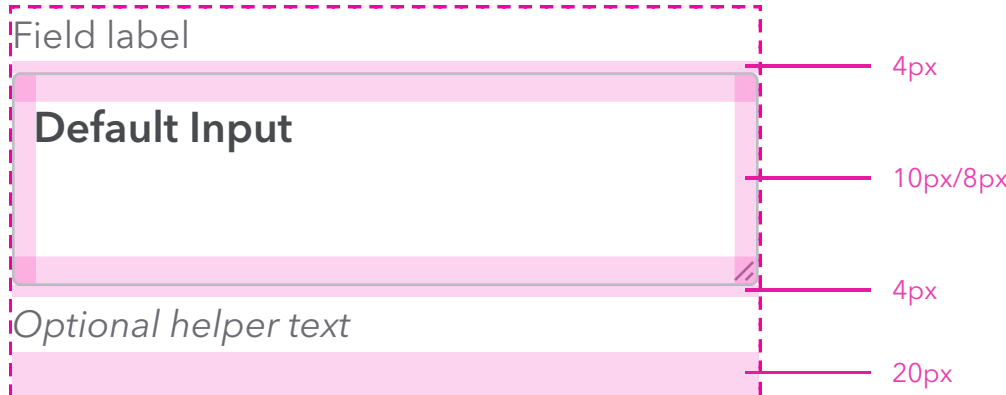 Field label
4px
Default Input
10px/8px
4px
Optional helper text
20px